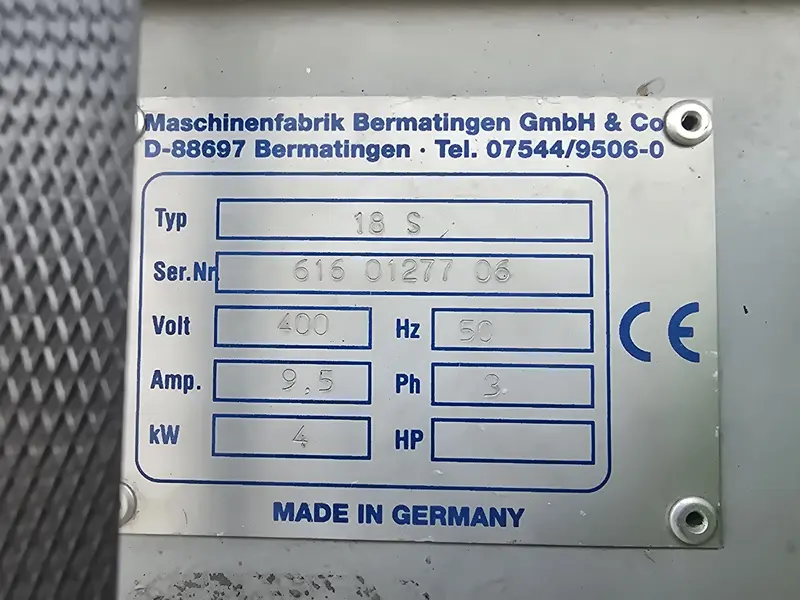 Maschinenfabrik Bermatingen GmbH & Co
D-88697 Bermatingen · Tel. 07544/9506-0
Typ 18 S
Ser.Nr. 616 01277 06
Volt 400 Hz 50
Amp. 9,5 Ph 3
kW 4 HP
CE
MADE IN GERMANY